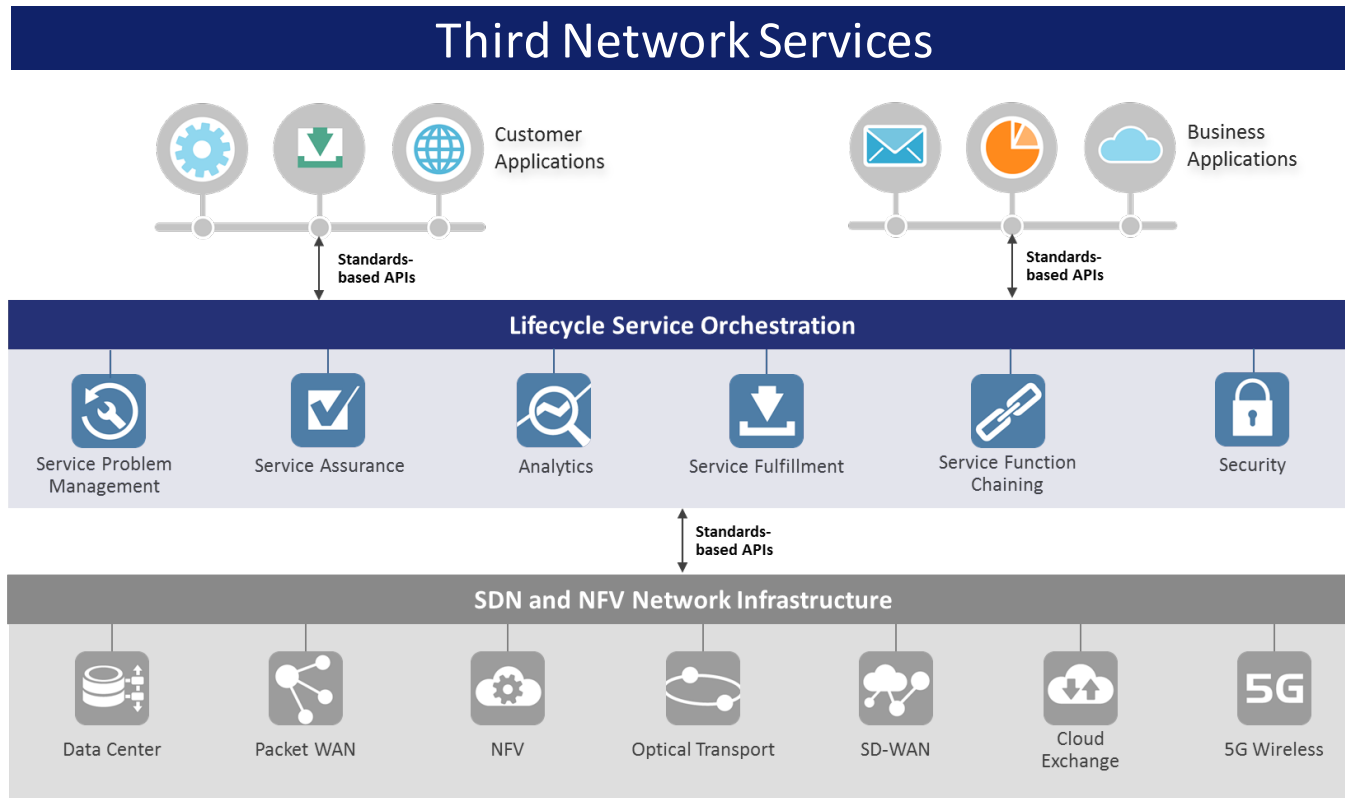 Third Network Services
Customer
Applications
Business
Applications
Standards-
based APIs
Standards-
based APIs
Lifecycle Service Orchestration
Service Problem
Management
Service Assurance
Analytics
Service Fulfillment
Service Function
Chaining
Security
Standards-
based APIs
SDN and NFV Network Infrastructure
5G
Data Center
Packet WAN
NFV
Optical Transport
SD-WAN
Cloud
Exchange
5G Wireless